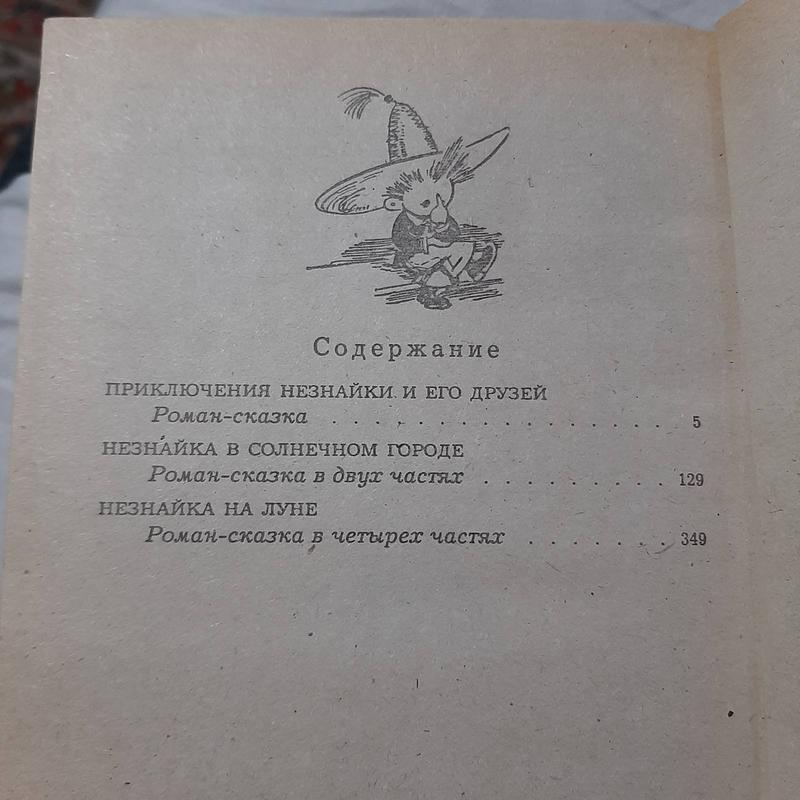 Содержание
ПРИКЛЮЧЕНИЯ НЕЗНАЙКИ И ЕГО ДРУЗЕЙ
Роман-сказка . . . . . . . . . . . . . . . . . 5
НЕЗНАЙКА В СОЛНЕЧНОМ ГОРОДЕ
Роман-сказка в двух частях . . . . . . . . . 129
НЕЗНАЙКА НА ЛУНЕ
Роман-сказка в четырех частях . . . . . . . 349